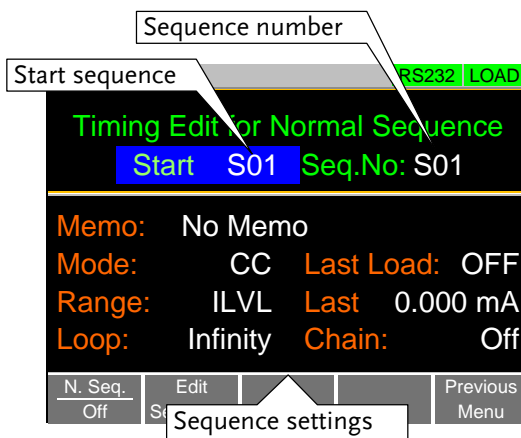 Sequence number
Start sequence
RS232 LOAD
Timing Edit for Normal Sequence
Start S01 Seq.No: S01
Memo: No Memo
Mode: CC Last Load: OFF
Range: ILVL Last 0.000 mA
Loop: Infinity Chain: Off
N. Seq. Edit Previous
Off Menu
Sequence settings